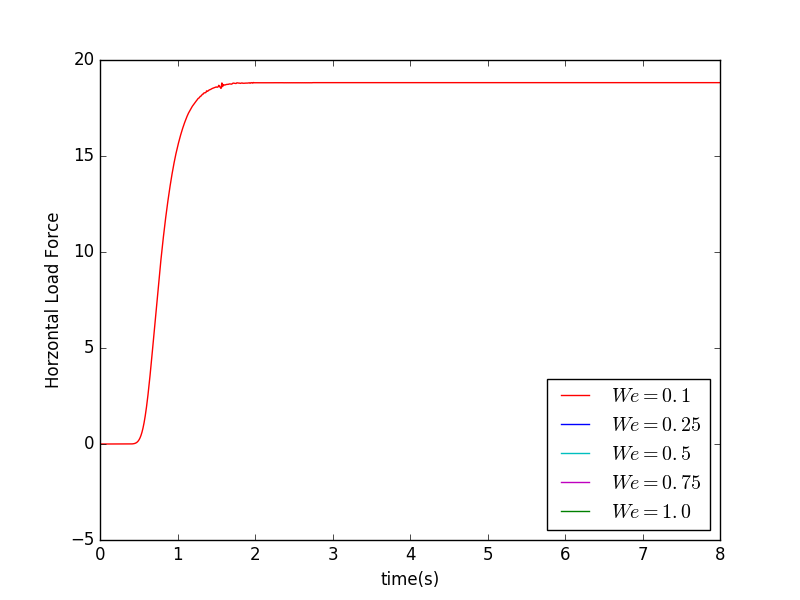 20
15
10
5
0
−5
Horzontal Load Force
0 1 2 3 4 5 6 7 8
time(s)
We = 0.1
We = 0.25
We = 0.5
We = 0.75
We = 1.0